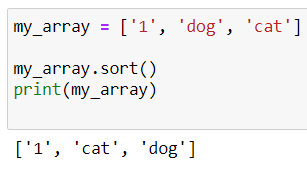 my_array = ['1', 'dog', 'cat']
my_array.sort()
print(my_array)
['1', 'cat', 'dog']